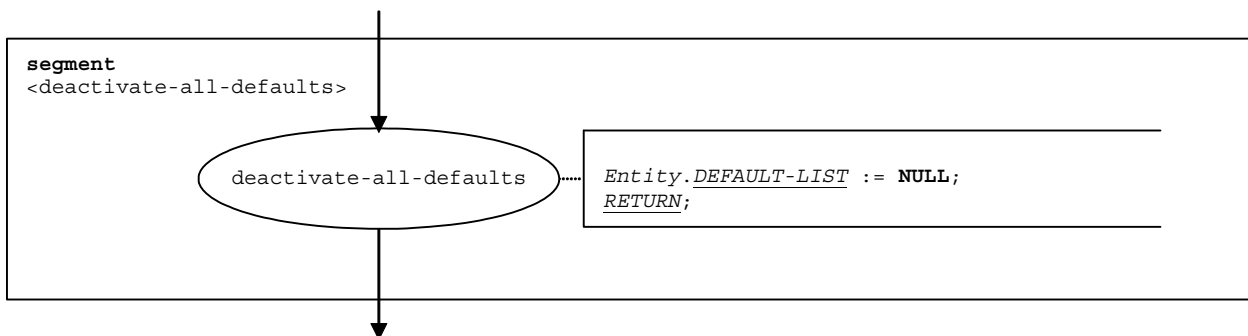 segment
<deactivate-all-defaults>
deactivate-all-defaults
Entity.DEFAULT-LIST := NULL;
RETURN;